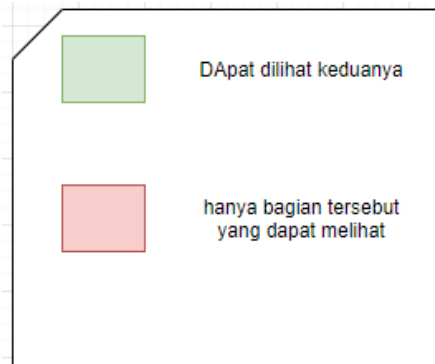 DApat dilihat keduanya
hanya bagian tersebut
yang dapat melihat